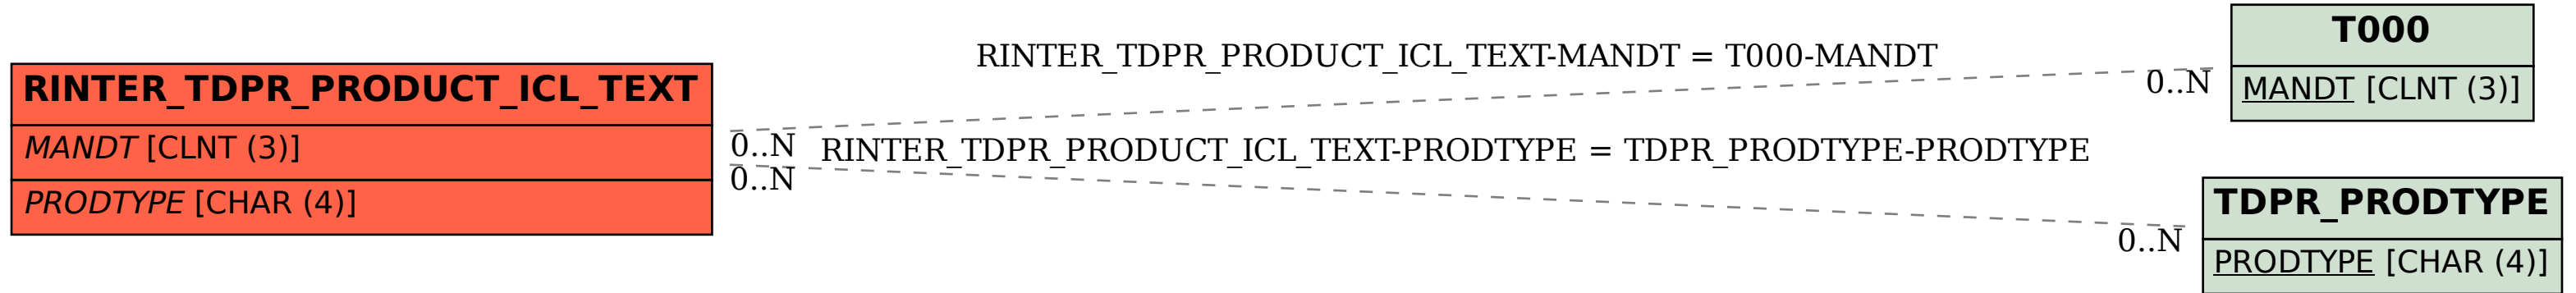 RINTER_TDPR_PRODUCT_ICL_TEXT
MANDT [CLNT (3)]
PRODTYPE [CHAR (4)]
RINTER_TDPR_PRODUCT_ICL_TEXT-MANDT = T000-MANDT
0..N
0..N
RINTER_TDPR_PRODUCT_ICL_TEXT-PRODTYPE = TDPR_PRODTYPE-PRODTYPE
0..N
0..N
T000
MANDT [CLNT (3)]
TDPR_PRODTYPE
PRODTYPE [CHAR (4)]